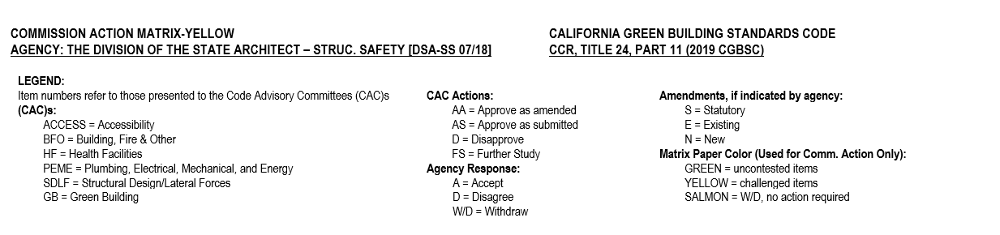 COMMISSION ACTION MATRIX-YELLOW
AGENCY: THE DIVISION OF THE STATE ARCHITECT – STRUC. SAFETY [DSA-SS 07/18]
CALIFORNIA GREEN BUILDING STANDARDS CODE
CCR, TITLE 24, PART 11 (2019 CGBSC)
LEGEND:
Item numbers refer to those presented to the Code Advisory Committees (CAC)s
(CAC)s:
ACCESS = Accessibility
BFO = Building, Fire & Other
HF = Health Facilities
PEME = Plumbing, Electrical, Mechanical, and Energy
SDLF = Structural Design/Lateral Forces
GB = Green Building
CAC Actions:
AA = Approve as amended
AS = Approve as submitted
D = Disapprove
FS = Further Study
Agency Response:
A = Accept
D = Disagree
W/D = Withdraw
Amendments, if indicated by agency:
S = Statutory
E = Existing
N = New
Matrix Paper Color (Used for Comm. Action Only):
GREEN = uncontested items
YELLOW = challenged items
SALMON = W/D, no action required